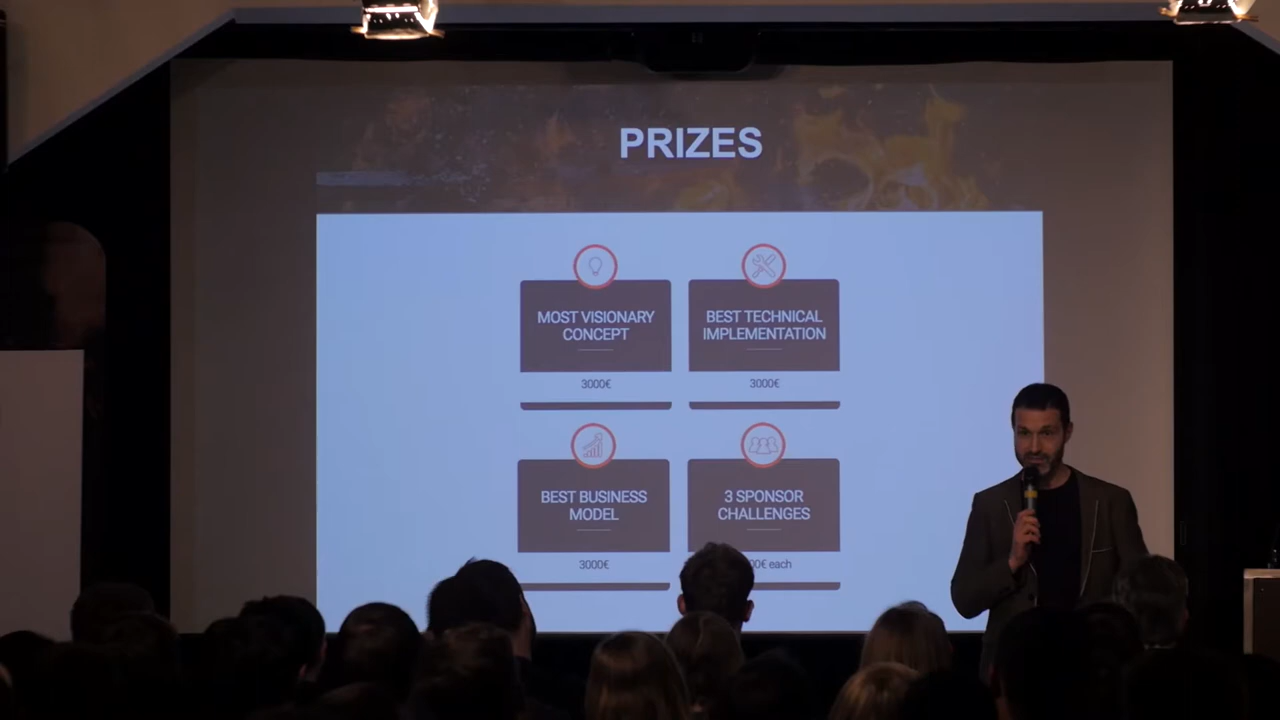 PRIZES
MOST VISIONARY
CONCEPT
3000€
BEST TECHNICAL
IMPLEMENTATION
3000€
BEST BUSINESS
MODEL
3000€
3 SPONSOR
CHALLENGES
each